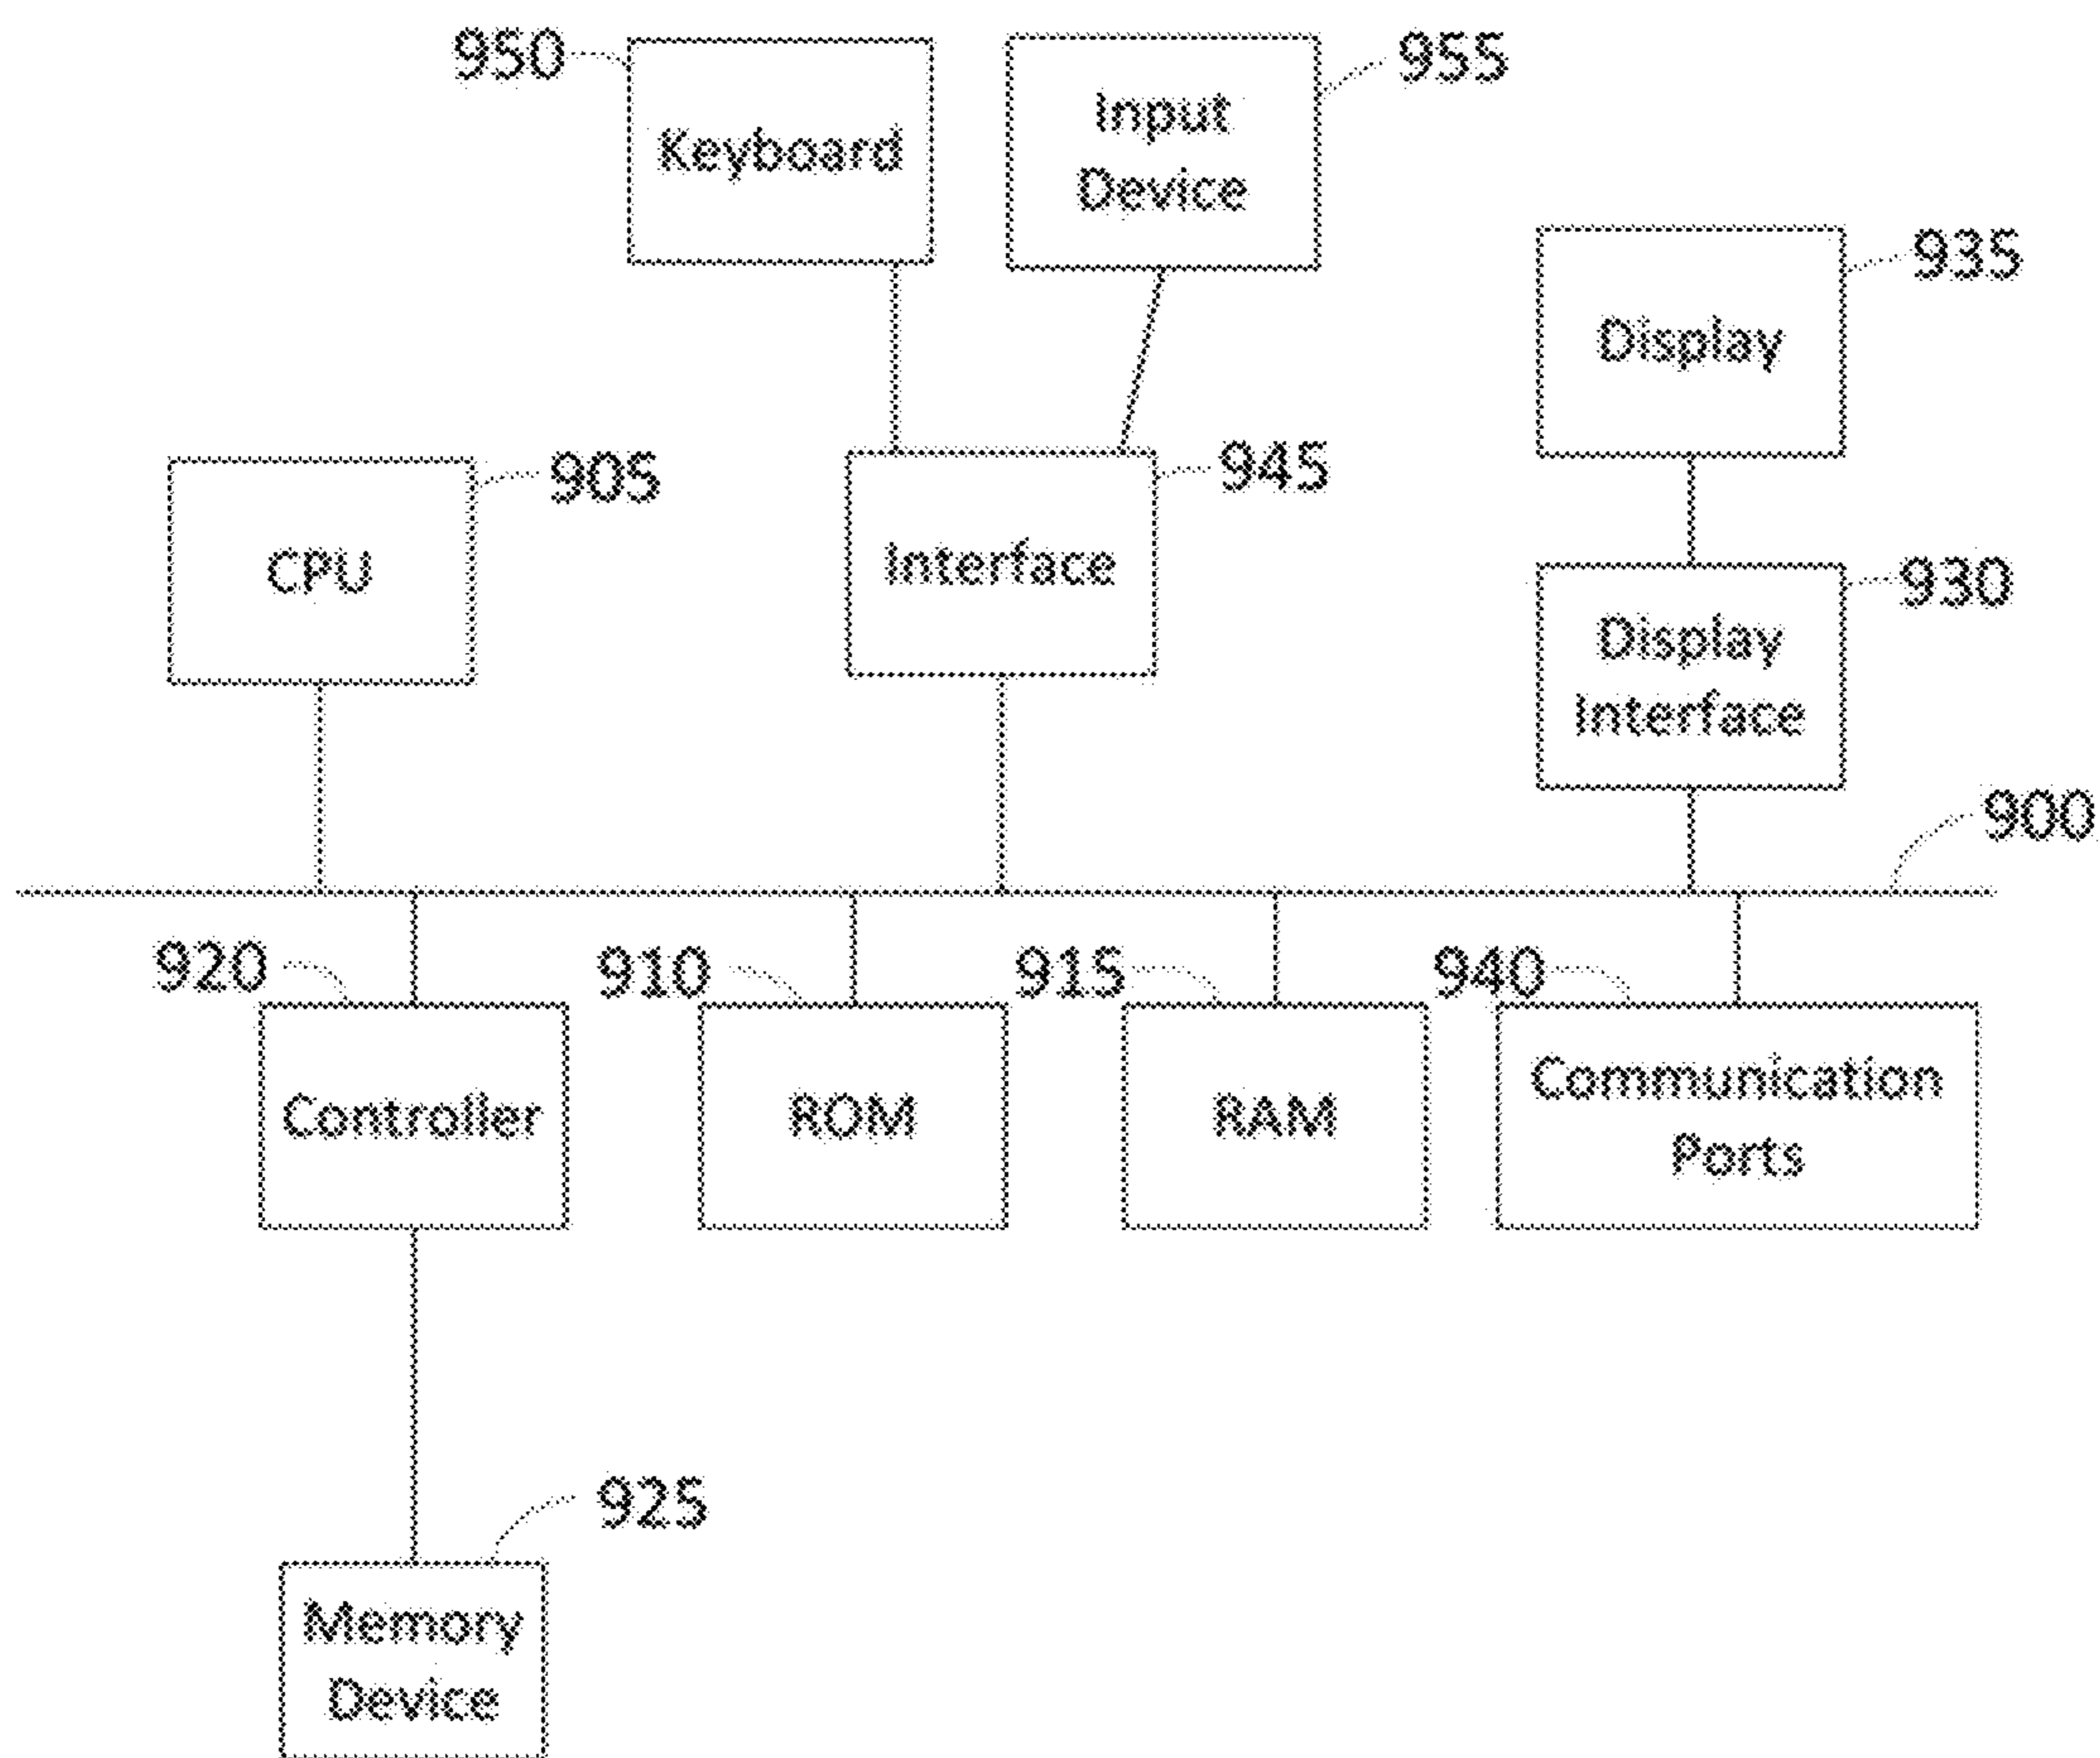 950
Keyboard
Input
Device
955
Display
935
CPU
905
Interface
945
Display
Interface
930
900
920
Controller
910
ROM
915
RAM
940
Communication
Ports
925
Memory
Device